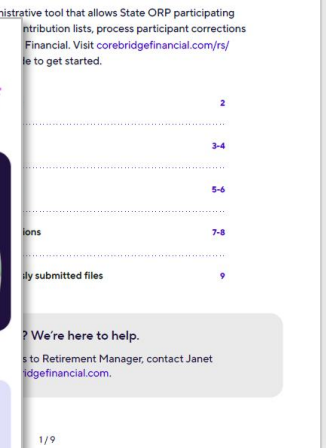 nistrative tool that allows State ORP participating
ntribution lists, process participant corrections
Financial. Visit corebridgefinancial.com/rs/
le to get started.
2
3-4
5-6
ions 7-8
sly submitted files 9
? We’re here to help.
s to Retirement Manager, contact Janet
idgefinancial.com.
1/9